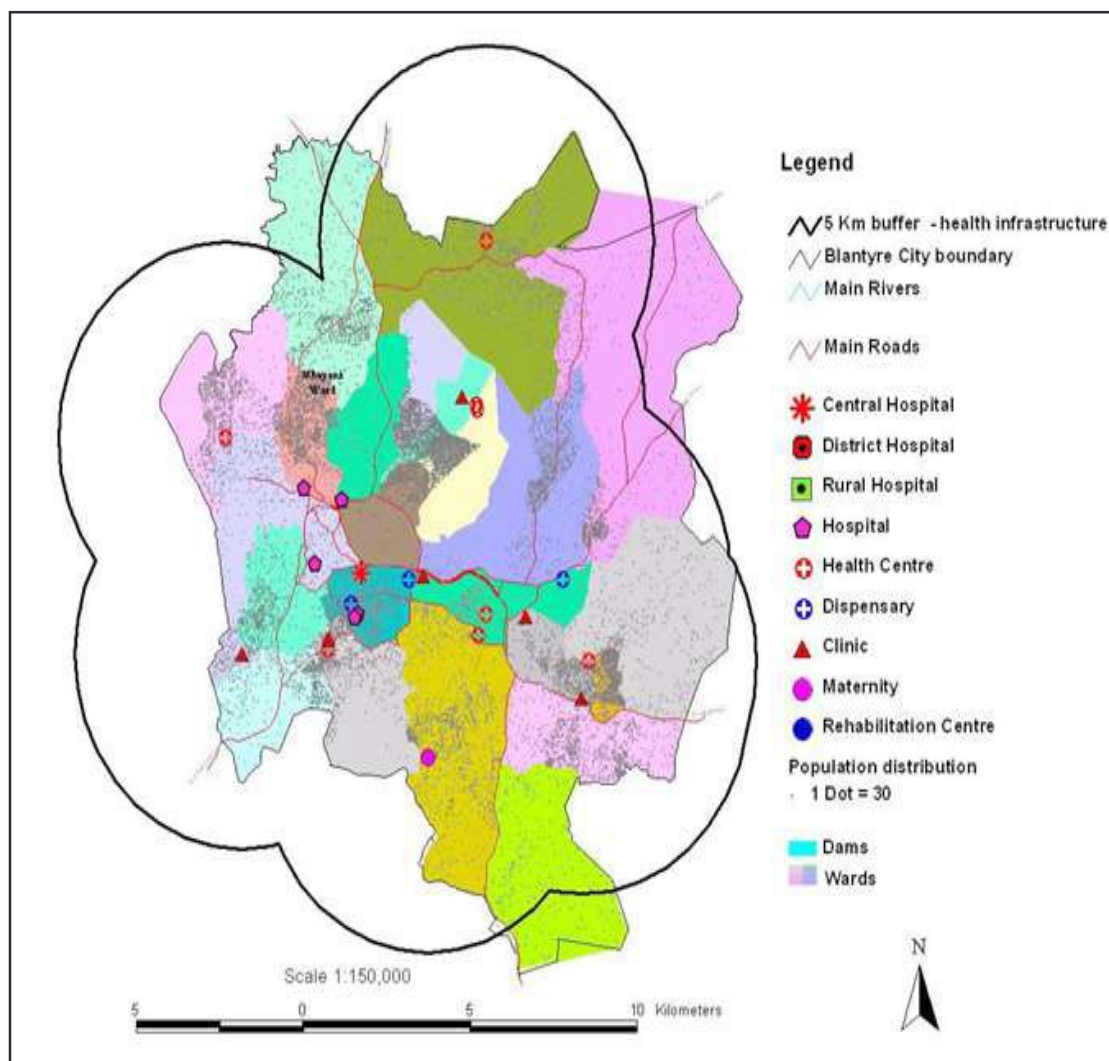 Mbayani
Ward
Legend
5 Km buffer - health infrastructure
Blantyre City boundary
Main Rivers
Main Roads
Central Hospital
District Hospital
Rural Hospital
Hospital
Health Centre
Dispensary
Clinic
Maternity
Rehabilitation Centre
Population distribution
1 Dot = 30
Dams
Wards
N
Scale 1:150,000
5 0 5 10 Kilometers